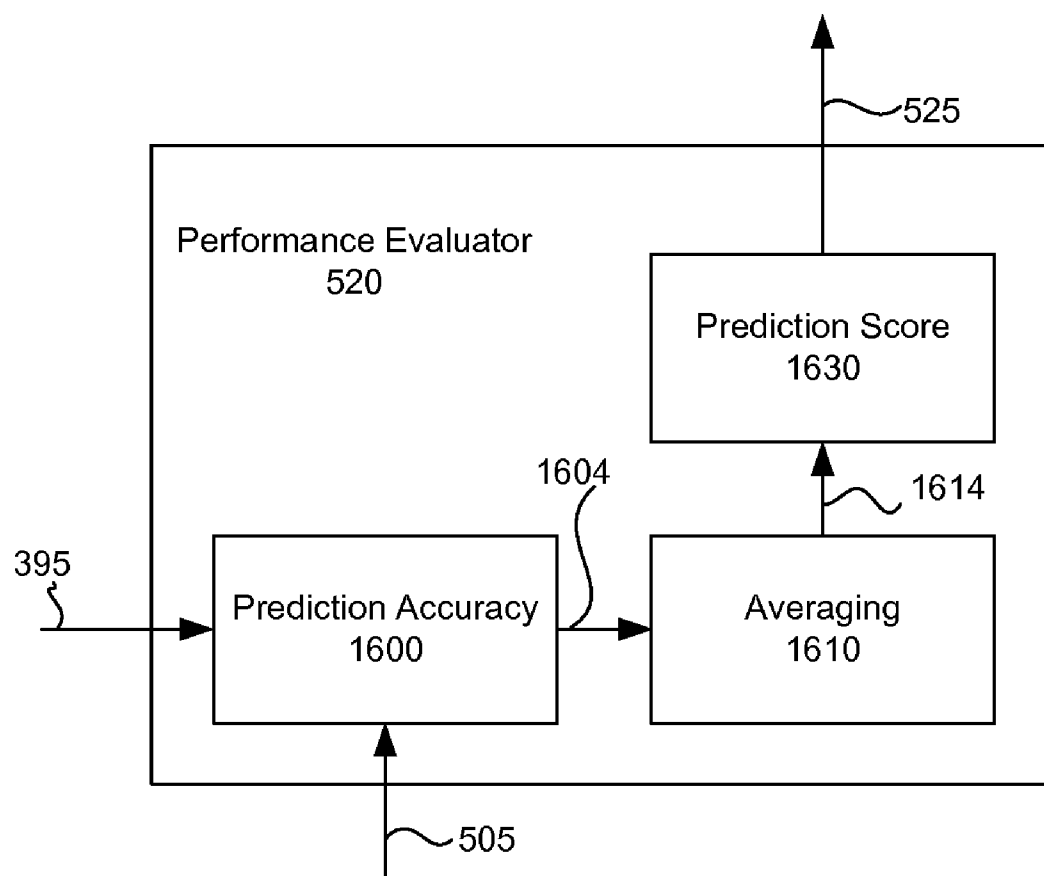 525
Performance Evaluator
520
Prediction Score
1630
1604
1614
395
Prediction Accuracy
1600
Averaging
1610
505